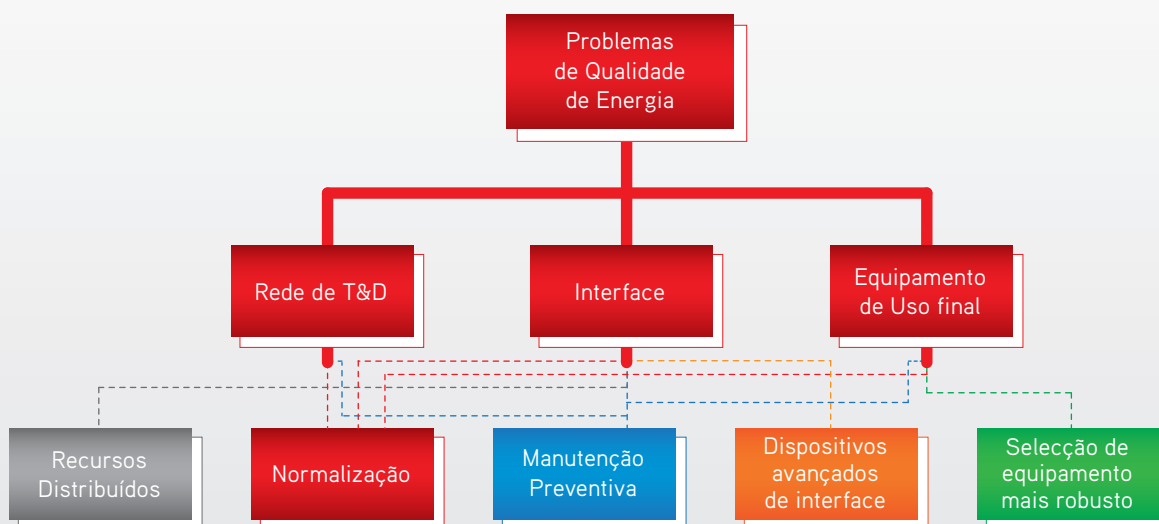 Problemas
de Qualidade
de Energia
Rede de T&D
Interface
Equipamento
de Uso final
Recursos
Distribuídos
Normalização
Manutenção
Preventiva
Dispositivos
avançados
de interface
Selecção de
equipamento
mais robusto